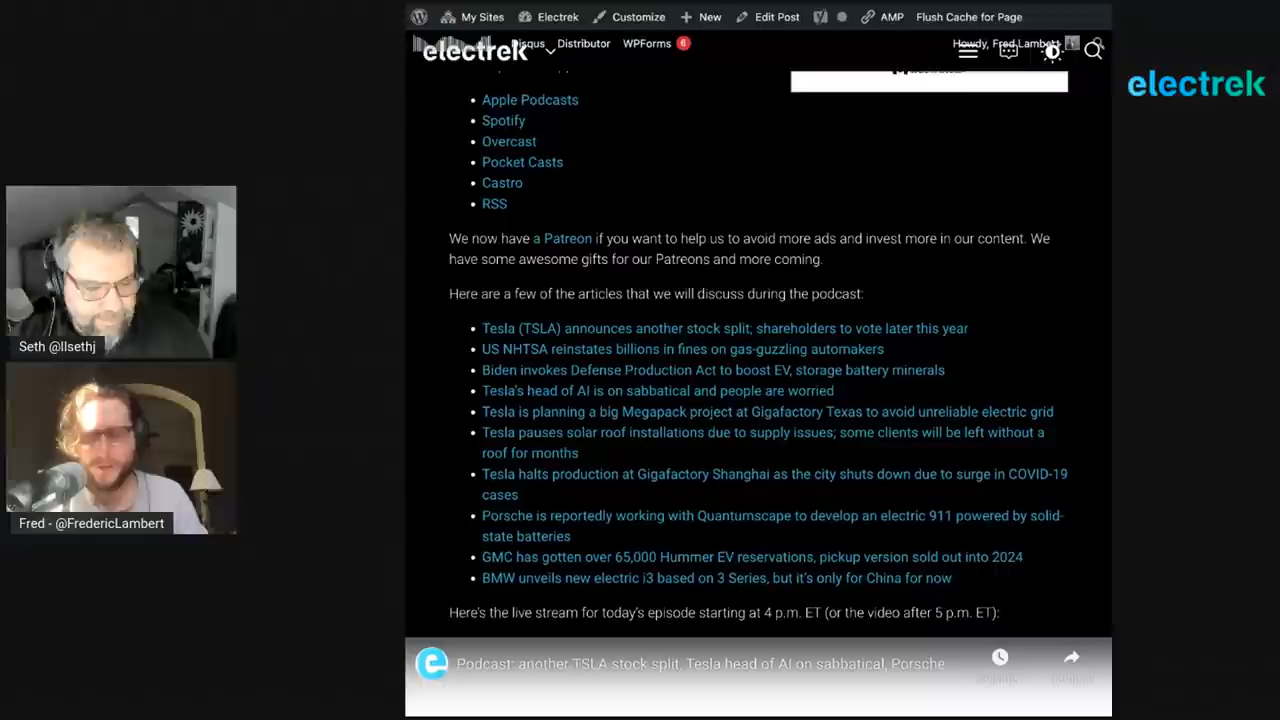 My Sites Electrek Customize + New Edit Post AMP Flush Cache for Page
Disqus Distributor WPForms 6 Howdy, Fred Lambert
electrek
electrek
Apple Podcasts
Spotify
Overcast
Pocket Casts
Castro
RSS
We now have a Patreon if you want to help us to avoid more ads and invest more in our content. We
have some awesome gifts for our Patreons and more coming.
Here are a few of the articles that we will discuss during the podcast:
Tesla (TSLA) announces another stock split; shareholders to vote later this year
US NHTSA reinstates billions in fines on gas-guzzling automakers
Biden invokes Defense Production Act to boost EV, storage battery minerals
Tesla's head of AI is on sabbatical and people are worried
Tesla is planning a big Megapack project at Gigafactory Texas to avoid unreliable electric grid
Tesla pauses solar roof installations due to supply issues; some clients will be left without a
roof for months
Tesla halts production at Gigafactory Shanghai as the city shuts down due to surge in COVID-19
cases
Porsche is reportedly working with Quantumscape to develop an electric 911 powered by solid-
state batteries
GMC has gotten over 65,000 Hummer EV reservations, pickup version sold out into 2024
BMW unveils new electric i3 based on 3 Series, but it's only for China for now
Here's the live stream for today's episode starting at 4 p.m. ET (or the video after 5 p.m. ET):
Podcast: another TSLA stock split, Tesla head of AI on sabbatical, Porsche
Seth @llsethj
Fred - @FredericLambert